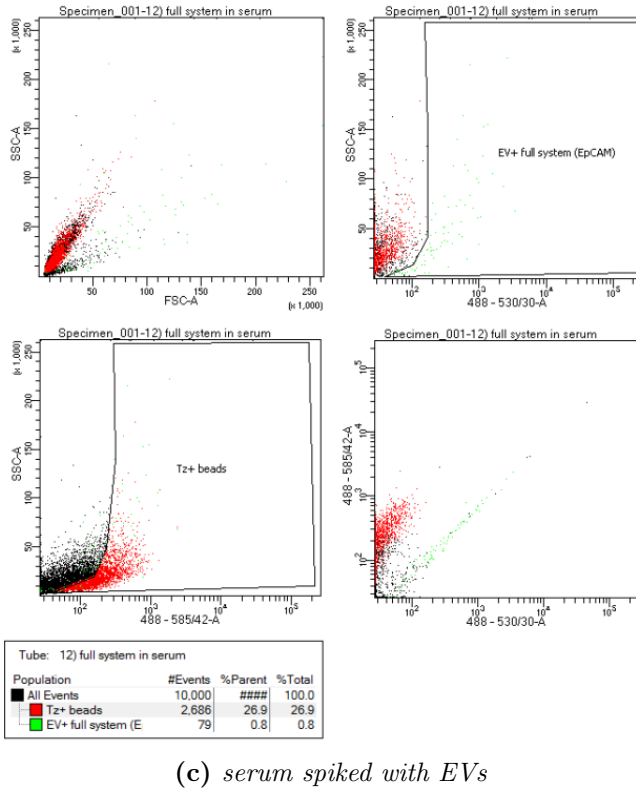 Specimen_001-12) full system in serum
(x 1,000)
SSC-A
250
200
150
100
50
50
100
150
200
250
FSC-A
(x 1,000)
Specimen_001-12) full system in serum
(x 1,000)
SSC-A
250
200
150
100
50
EV+ full system (EpCAM)
10^2
10^3
10^4
10^5
488 - 530/30-A
Specimen_001-12) full system in serum
(x 1,000)
SSC-A
250
200
150
100
50
Tz+ beads
10^2
10^3
10^4
10^5
488 - 585/42-A
Specimen_001-12) full system in serum
488 - 585/42-A
10^5
10^4
10^3
10^2
10^2
10^3
10^4
10^5
488 - 530/30-A
Tube: 12) full system in serum
Population #Events %Parent %Total
All Events 10,000 #### 100.0
Tz+ beads 2,686 26.9 26.9
EV+ full system (E 79 0.8 0.8
(c) serum spiked with EVs